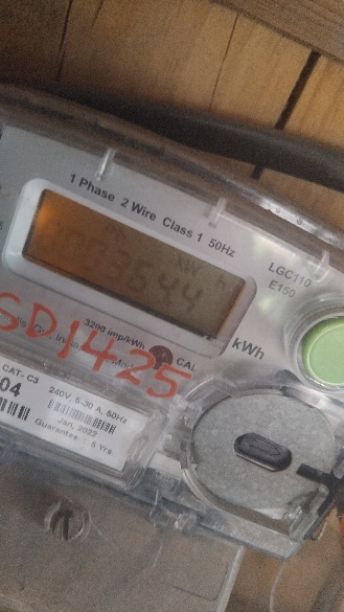 1 Phase 2 Wire Class 1 50Hz
LGC110
E150
kW h
3200 imp/kWh
CAL
kWh
SD1425
CAT- C3
04
240V, 5-30 A, 50Hz
Jan, 2022
Guarantee : 5 Yrs